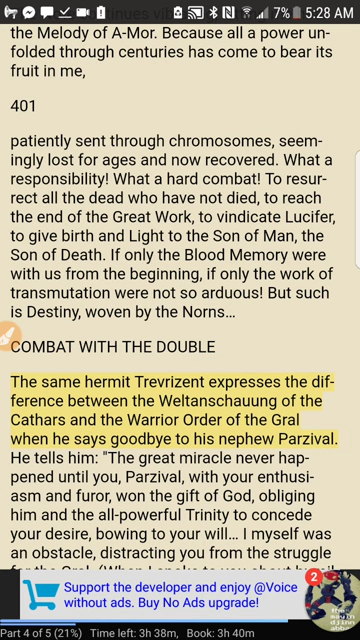 7% 5:28 AM
the Melody of A-Mor. Because all a power un-
folded through centuries has come to bear its
fruit in me,
401
patiently sent through chromosomes, seem-
ingly lost for ages and now recovered. What a
responsibility! What a hard combat! To resur-
rect all the dead who have not died, to reach
the end of the Great Work, to vindicate Lucifer,
to give birth and Light to the Son of Man, the
Son of Death. If only the Blood Memory were
with us from the beginning, if only the work of
transmutation were not so arduous! But such
is Destiny, woven by the Norns...
COMBAT WITH THE DOUBLE
The same hermit Trevrizent expresses the dif-
ference between the Weltanschauung of the
Cathars and the Warrior Order of the Gral
when he says goodbye to his nephew Parzival.
He tells him: "The great miracle never hap-
pened until you, Parzival, with your enthusi-
asm and furor, won the gift of God, obliging
him and the all-powerful Trinity to concede
your desire, bowing to your will... I myself was
an obstacle, distracting you from the struggle
2
Support the developer and enjoy @Voice
without ads. Buy No Ads upgrade!
Part 4 of 5 (21%) Time left: 3h 38m, Book: 3h 40m